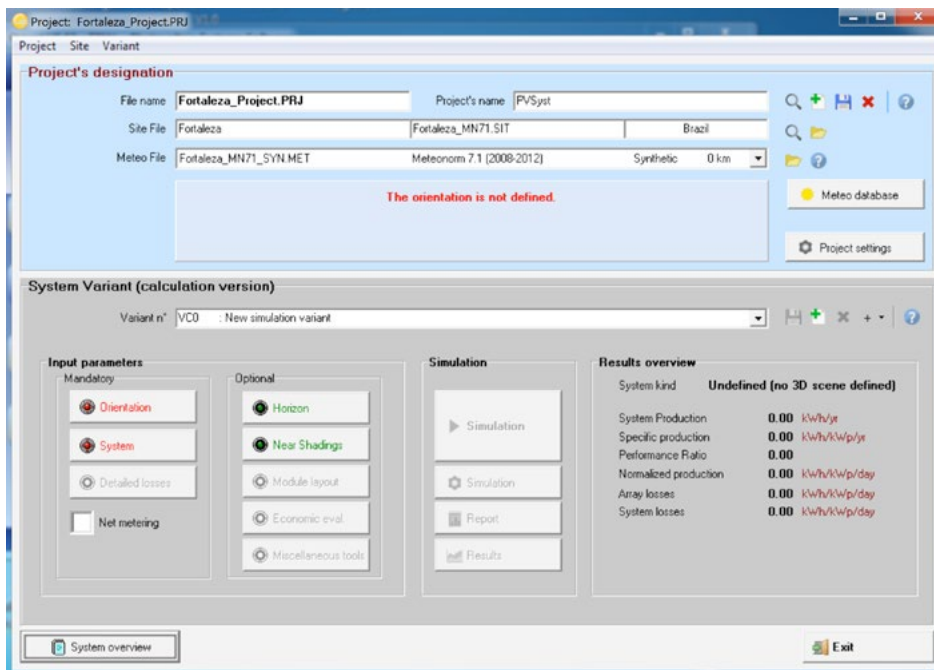 Project: Fortaleza_Project.PRJ
Project Site Variant
Project's designation
File name Fortaleza_Project.PRJ Project's name PVSyst
Site File Fortaleza Fortaleza_MN71.SIT Brazil
Meteo File Fortaleza_MN71_SYN.MET Meteonorm 7.1 (2008-2012) Synthetic 0 km
The orientation is not defined.
Meteo database
Project settings
System Variant (calculation version)
Variant n° VC0 : New simulation variant
Input parameters
Mandatory
Orientation
System
Detailed losses
Net metering
Optional
Horizon
Near Shadings
Module layout
Economic eval.
Miscellaneous tools
Simulation
Simulation
Simulation
Report
Results
Results overview
System kind Undefined (no 3D scene defined)
System Production 0.00 kWh/yr
Specific production 0.00 kWh/kWp/yr
Performance Ratio 0.00
Normalized production 0.00 kWh/kWp/day
Array losses 0.00 kWh/kWp/day
System losses 0.00 kWh/kWp/day
System overview
Exit